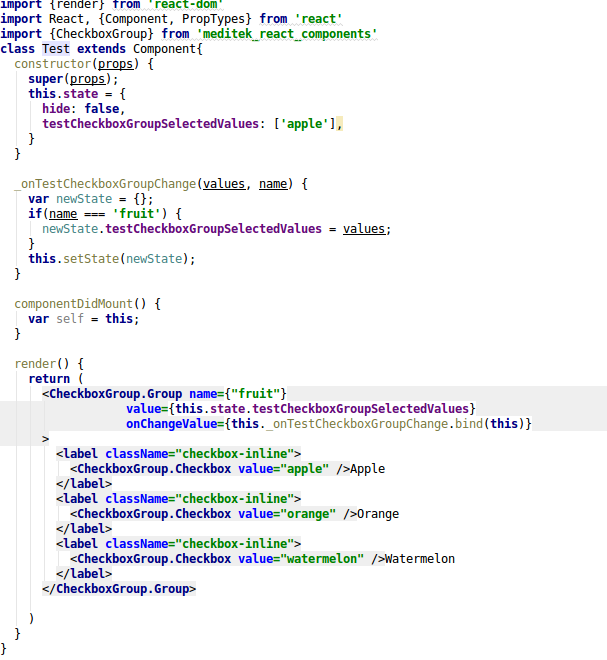 import {render} from 'react-dom'
import React, {Component, PropTypes} from 'react'
import {CheckboxGroup} from 'meditek_react_components'
class Test extends Component{
  constructor(props) {
    super(props);
    this.state = {
      hide: false,
      testCheckboxGroupSelectedValues: ['apple'],
    }
  }

  _onTestCheckboxGroupChange(values, name) {
    var newState = {};
    if(name === 'fruit') {
      newState.testCheckboxGroupSelectedValues = values;
    }
    this.setState(newState);
  }

  componentDidMount() {
    var self = this;
  }

  render() {
    return (
      <CheckboxGroup.Group name={"fruit"}
                  value={this.state.testCheckboxGroupSelectedValues}
                  onChangeValue={this._onTestCheckboxGroupChange.bind(this)}
      >
        <label className="checkbox-inline">
          <CheckboxGroup.Checkbox value="apple" />Apple
        </label>
        <label className="checkbox-inline">
          <CheckboxGroup.Checkbox value="orange" />Orange
        </label>
        <label className="checkbox-inline">
          <CheckboxGroup.Checkbox value="watermelon" />Watermelon
        </label>
      </CheckboxGroup.Group>

    )
  }
}